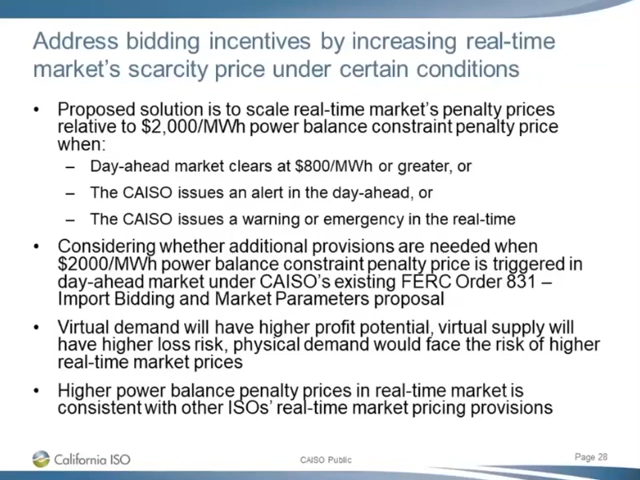 Address bidding incentives by increasing real-time
market's scarcity price under certain conditions
• Proposed solution is to scale real-time market's penalty prices
relative to $2,000/MWh power balance constraint penalty price
when:
– Day-ahead market clears at $800/MWh or greater, or
– The CAISO issues an alert in the day-ahead, or
– The CAISO issues a warning or emergency in the real-time
• Considering whether additional provisions are needed when
$2000/MWh power balance constraint penalty price is triggered in
day-ahead market under CAISO's existing FERC Order 831 –
Import Bidding and Market Parameters proposal
• Virtual demand will have higher profit potential, virtual supply will
have higher loss risk, physical demand would face the risk of higher
real-time market prices
• Higher power balance penalty prices in real-time market is
consistent with other ISOs' real-time market pricing provisions
California ISO
CAISO Public
Page 28